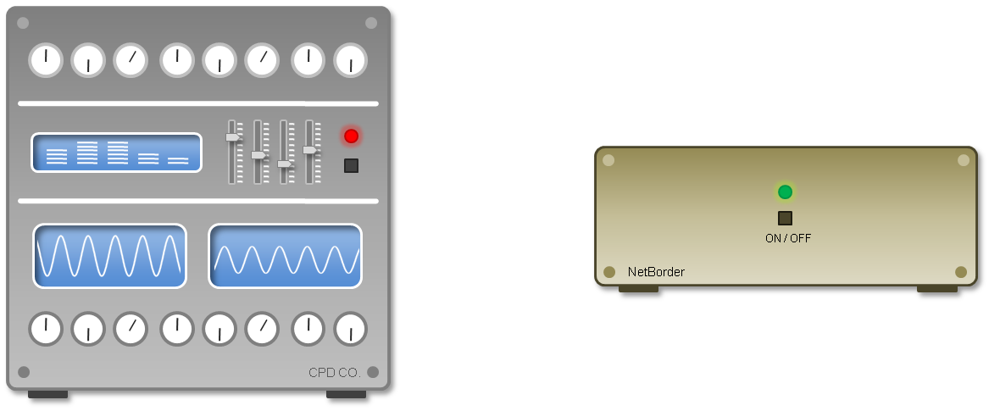 CPD CO.
ON / OFF
NetBorder